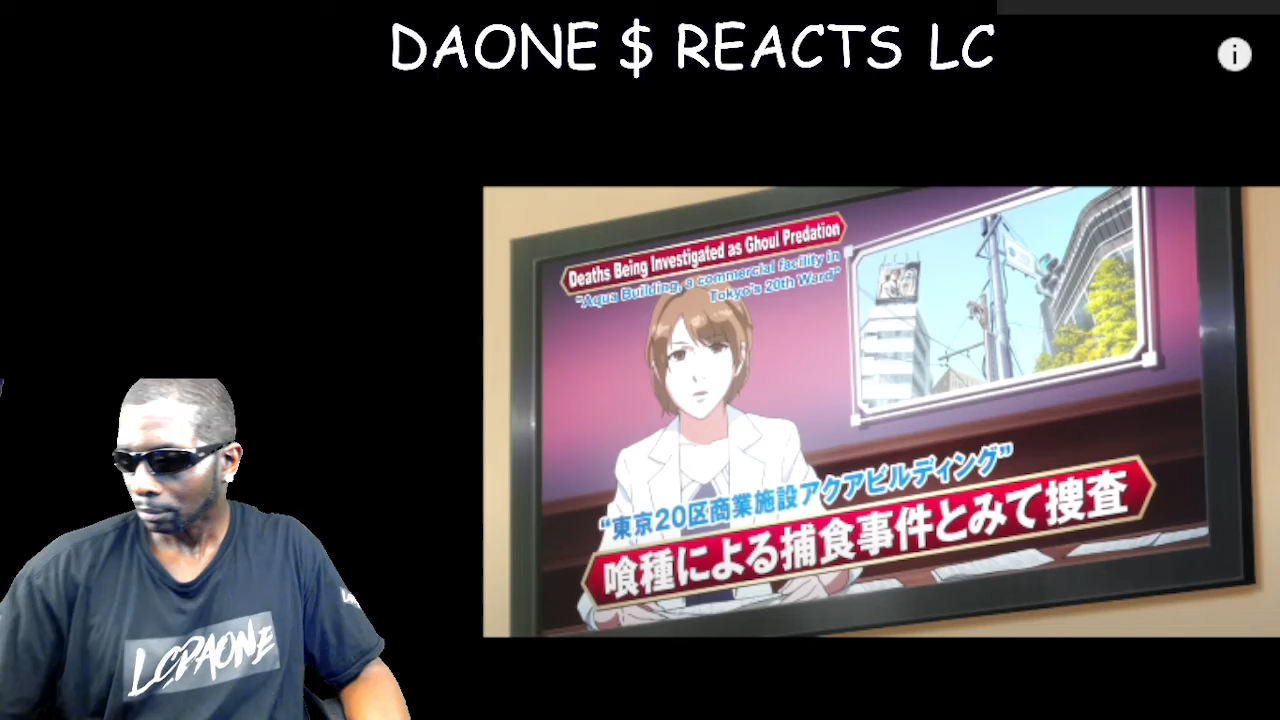 DAONE $ REACTS LC
i
Deaths Being Investigated as Ghoul Predation
"Aqua Building, a commercial facility in
Tokyo's 20th Ward"
“東京20区商業施設アクアビルディング”
喰種による捕食事件とみて捜査
LCDAONE